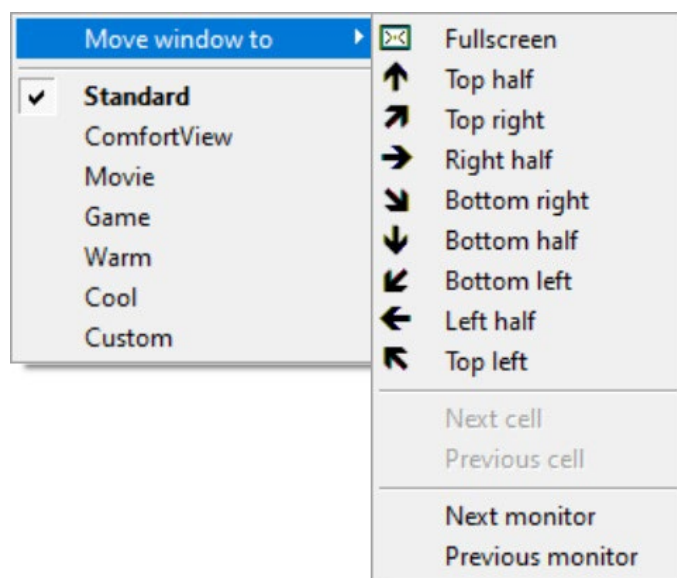 Move window to
Standard
ComfortView
Movie
Game
Warm
Cool
Custom
Fullscreen
Top half
Top right
Right half
Bottom right
Bottom half
Bottom left
Left half
Top left
Next cell
Previous cell
Next monitor
Previous monitor